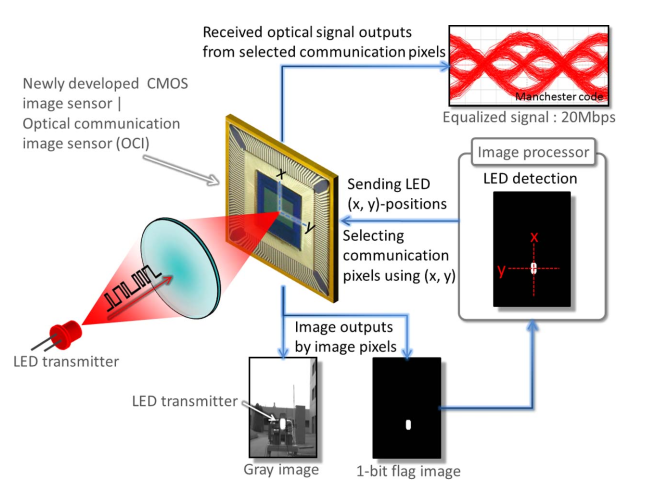 Received optical signal outputs
from selected communication pixels
Manchester code
Equalized signal : 20Mbps
Newly developed CMOS
image sensor |
Optical communication
image sensor (OCI)
x
y
Image processor
LED detection
x
y
Sending LED
(x, y)-positions
Selecting
communication
pixels using (x, y)
LED transmitter
Image outputs
by image pixels
LED transmitter
Gray image
1-bit flag image